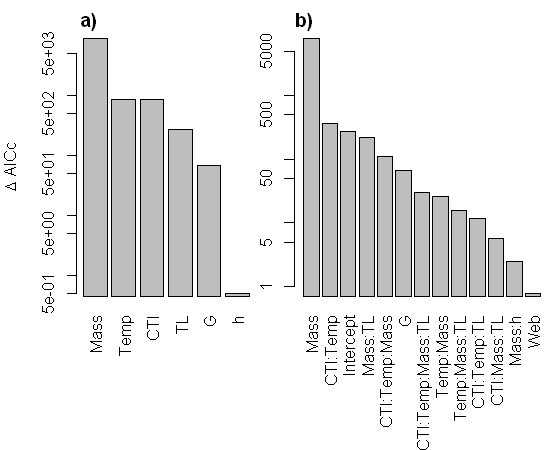 a)
Δ AICc
5e+03
5e+02
5e+01
5e+00
5e-01
Mass
Temp
CTI
TL
G
h
b)
5000
500
50
5
1
Mass
CTI:Temp
Intercept
Mass:TL
CTI:Temp:Mass
G
CTI:Temp:Mass:TL
Temp:Mass
Temp:Mass:TL
CTI:Temp:TL
CTI:Mass:TL
Mass:h
Web